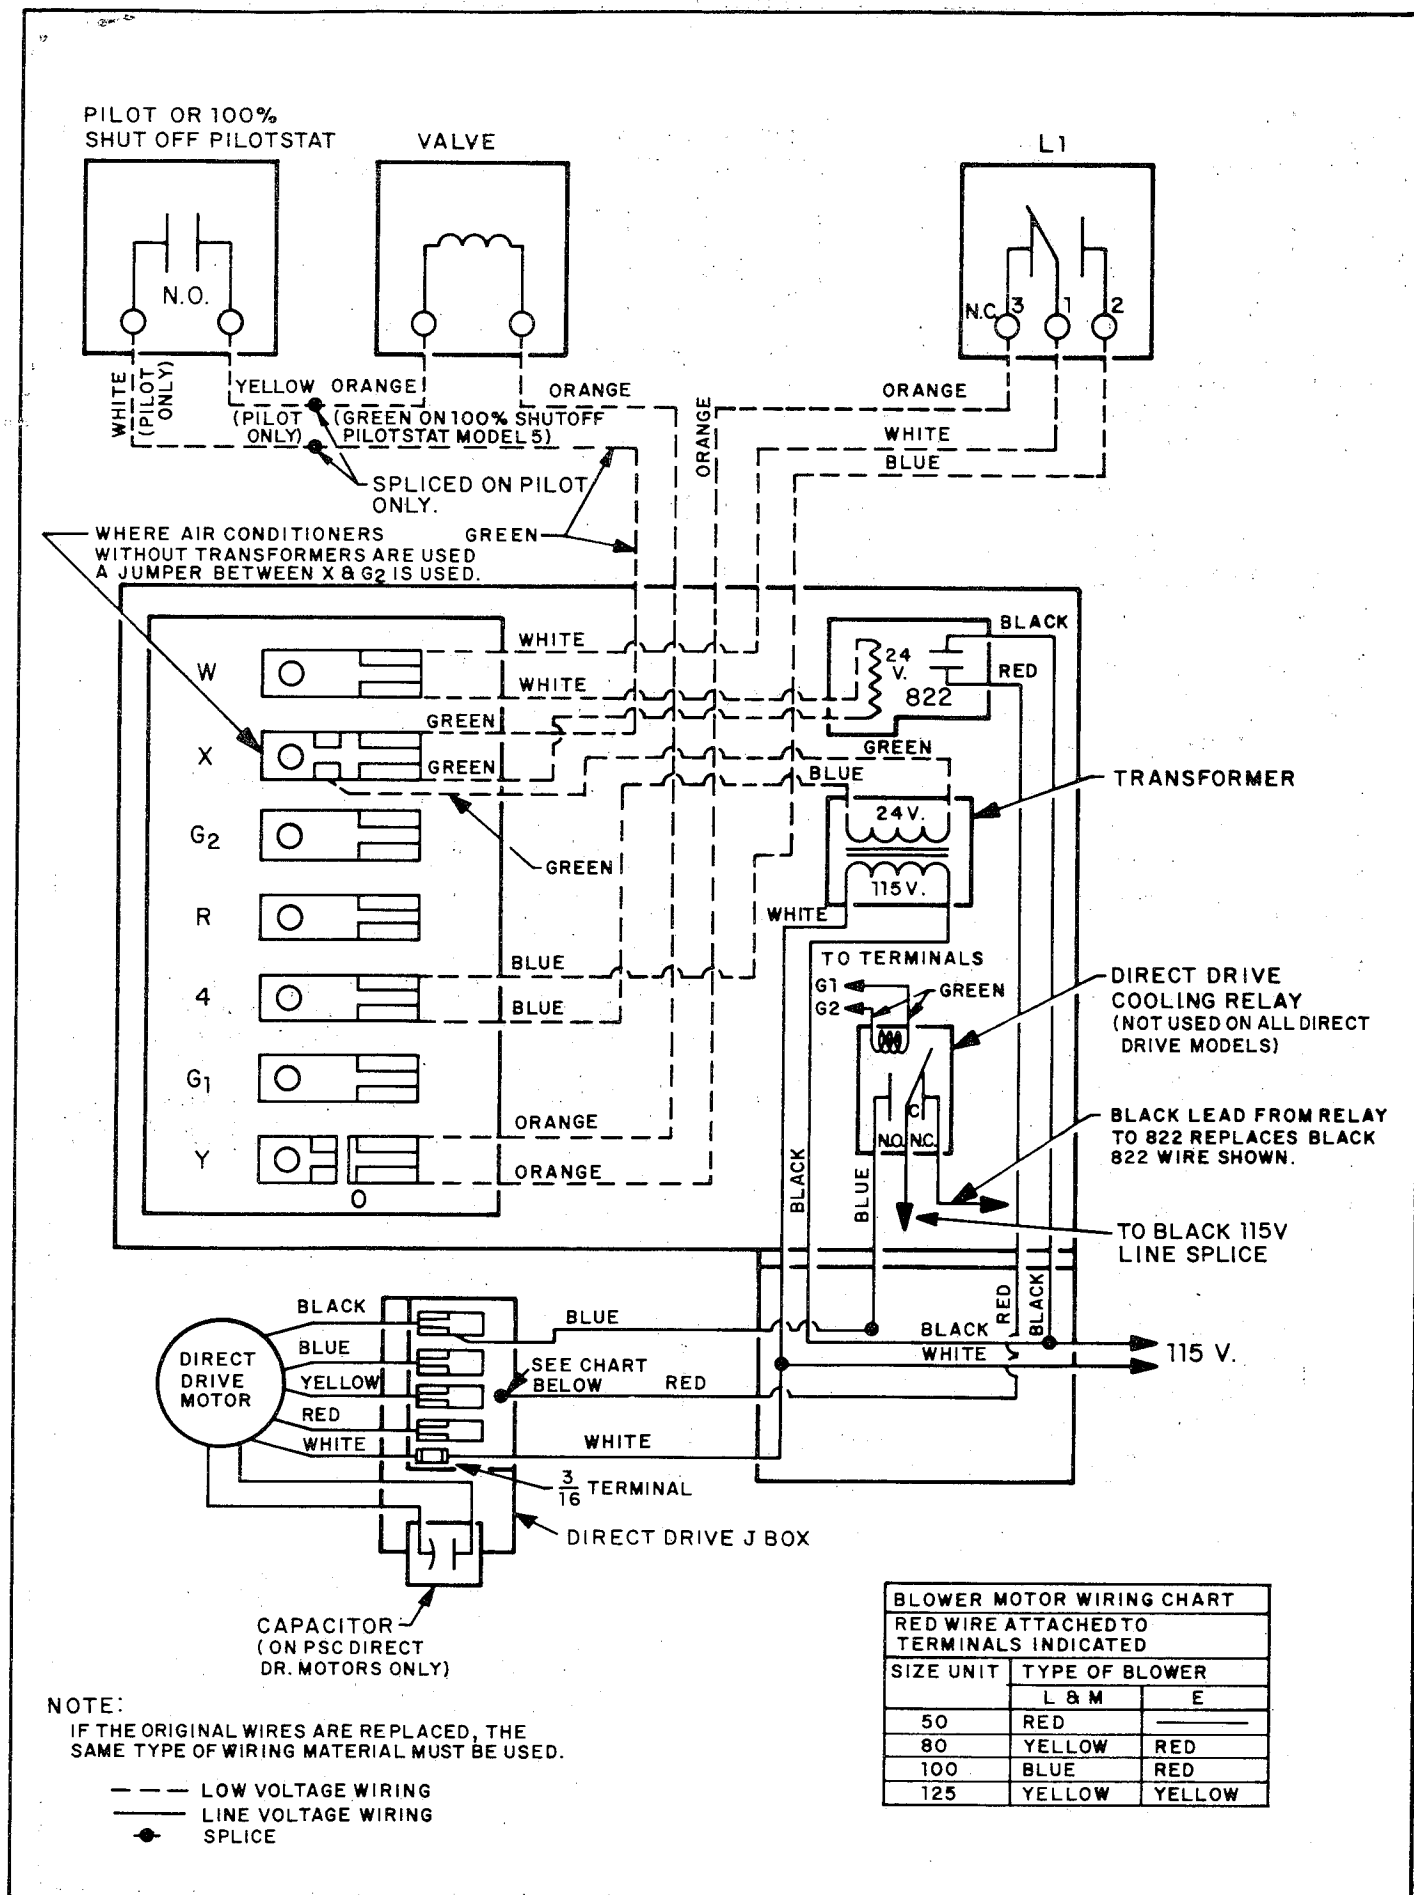 PILOT OR 100%
SHUT OFF PILOTSTAT
VALVE
L1
N.O.
N.C. 3 1 2
WHITE
(PILOT
ONLY)
YELLOW ORANGE
ORANGE
ORANGE
ORANGE
(PILOT
ONLY)
(GREEN ON 100% SHUTOFF
PILOTSTAT MODEL 5)
WHITE
BLUE
SPLICED ON PILOT
ONLY.
GREEN
WHERE AIR CONDITIONERS
WITHOUT TRANSFORMERS ARE USED
A JUMPER BETWEEN X & G2 IS USED.
BLACK
WHITE
W
24
V.
RED
WHITE
822
GREEN
X
GREEN
GREEN
BLUE
TRANSFORMER
24V.
G2
GREEN
115V.
R
WHITE
TO TERMINALS
BLUE
G1
GREEN
DIRECT DRIVE
COOLING RELAY
(NOT USED ON ALL DIRECT
DRIVE MODELS)
4
BLUE
G2
G1
C
N.O. N.C.
BLACK LEAD FROM RELAY
TO 822 REPLACES BLACK
822 WIRE SHOWN.
ORANGE
Y
ORANGE
O
BLACK
BLUE
TO BLACK 115V
LINE SPLICE
RED
BLACK
BLACK
BLUE
BLACK
WHITE
115 V.
DIRECT
DRIVE
MOTOR
BLUE
YELLOW
RED
WHITE
SEE CHART
BELOW
RED
WHITE
3/16 TERMINAL
DIRECT DRIVE J BOX
CAPACITOR
(ON PSC DIRECT
DR. MOTORS ONLY)
BLOWER MOTOR WIRING CHART
RED WIRE ATTACHED TO
TERMINALS INDICATED
SIZE UNIT TYPE OF BLOWER
L & M E
50 RED
80 YELLOW RED
100 BLUE RED
125 YELLOW YELLOW
NOTE:
IF THE ORIGINAL WIRES ARE REPLACED, THE
SAME TYPE OF WIRING MATERIAL MUST BE USED.
LOW VOLTAGE WIRING
LINE VOLTAGE WIRING
SPLICE